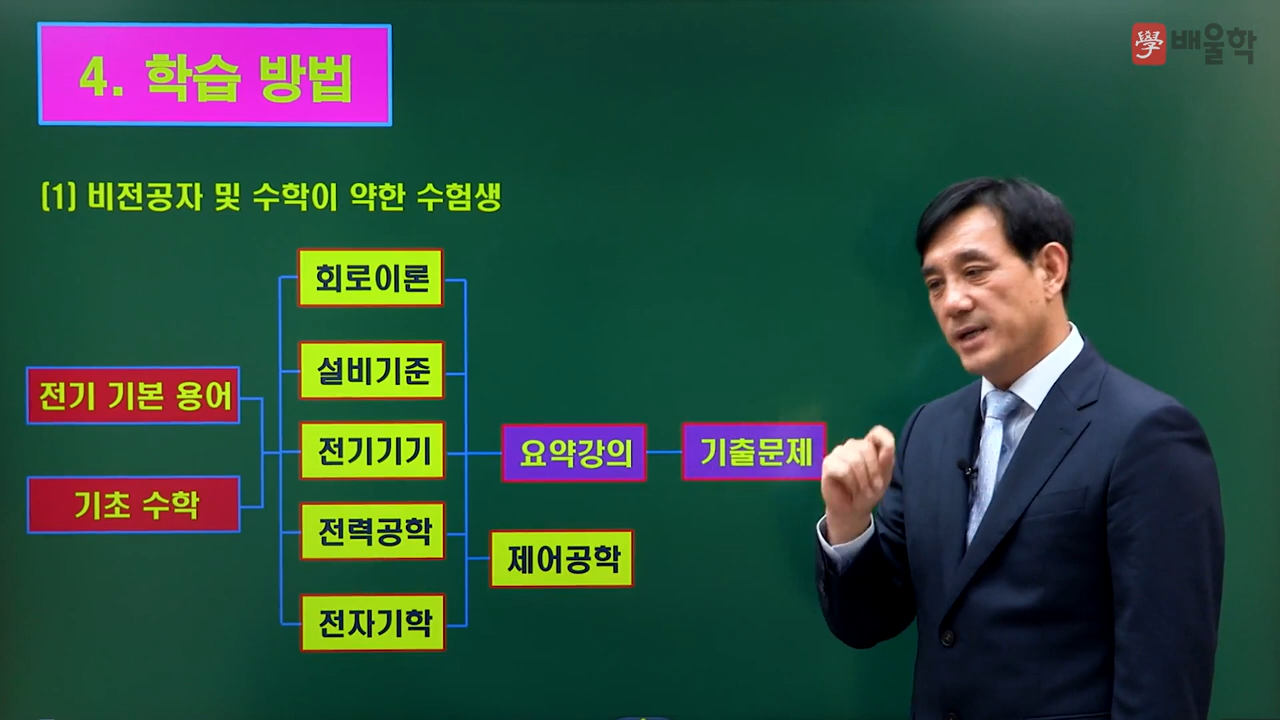 4. 학습 방법
學 배울학
(1) 비전공자 및 수학이 약한 수험생
회로이론
설비기준
전기 기본 용어
전기기기
요약강의
기출문제
기초 수학
전력공학
제어공학
전자기학